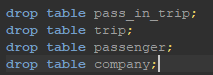 drop table pass_in_trip;
drop table trip;
drop table passenger;
drop table company;